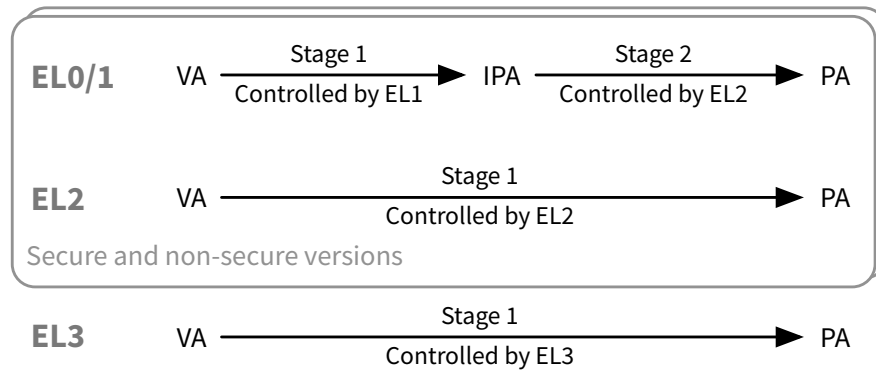 Stage 1
Stage 2
EL0/1 VA IPA PA
Controlled by EL1
Controlled by EL2
Stage 1
EL2 VA PA
Controlled by EL2
Secure and non-secure versions
Stage 1
EL3 VA PA
Controlled by EL3